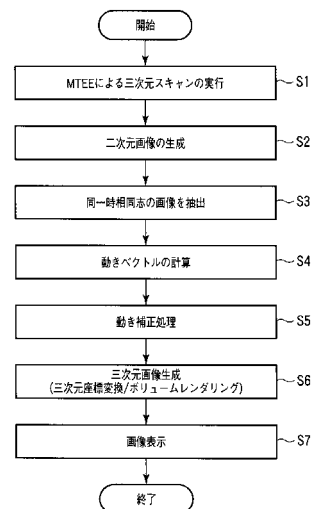 開始
MTEEによる三次元スキャンの実行
S1
二次元画像の生成
S2
同一時相同志の画像を抽出
S3
動きベクトルの計算
S4
動き補正処理
S5
三次元画像生成
(三次元座標変換/ボリュームレンダリング)
S6
画像表示
S7
終了